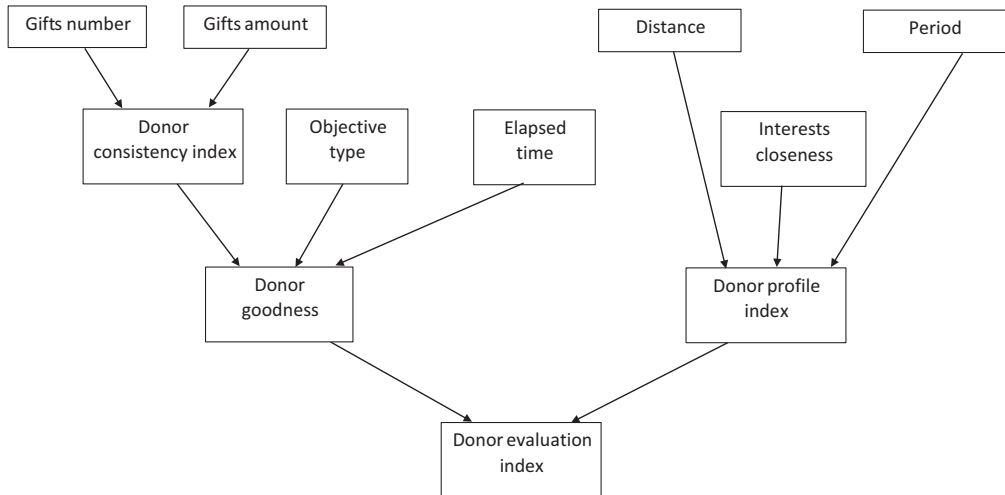 Gifts number
Gifts amount
Distance
Period
Donor
consistency index
Objective
type
Elapsed
time
Interests
closeness
Donor
goodness
Donor profile
index
Donor evaluation
index